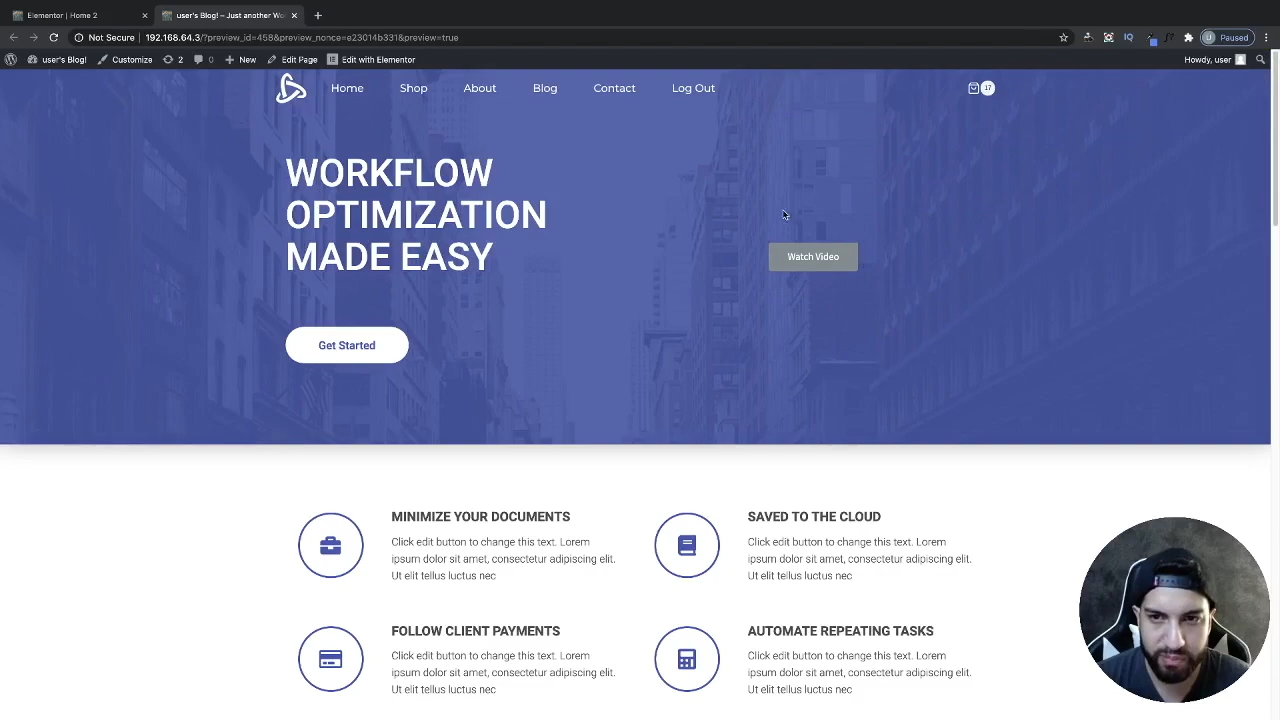 Elementor | Home 2
user's Blog! – Just another Wo
Not Secure | 192.168.64.3/?preview_id=458&preview_nonce=e23014b331&preview=true
IQ
Paused
user's Blog!
Customize
2
0
New
Edit Page
Edit with Elementor
Howdy, user
Home
Shop
About
Blog
Contact
Log Out
17
WORKFLOW
OPTIMIZATION
MADE EASY
Watch Video
Get Started
MINIMIZE YOUR DOCUMENTS
Click edit button to change this text. Lorem
ipsum dolor sit amet, consectetur adipiscing elit.
Ut elit tellus luctus nec
SAVED TO THE CLOUD
Click edit button to change this text. Lorem
ipsum dolor sit amet, consectetur adipiscing elit.
Ut elit tellus luctus nec
FOLLOW CLIENT PAYMENTS
Click edit button to change this text. Lorem
ipsum dolor sit amet, consectetur adipiscing elit.
Ut elit tellus luctus nec
AUTOMATE REPEATING TASKS
Click edit button to change this text. Lorem
ipsum dolor sit amet, consectetur adipiscing elit.
Ut elit tellus luctus nec